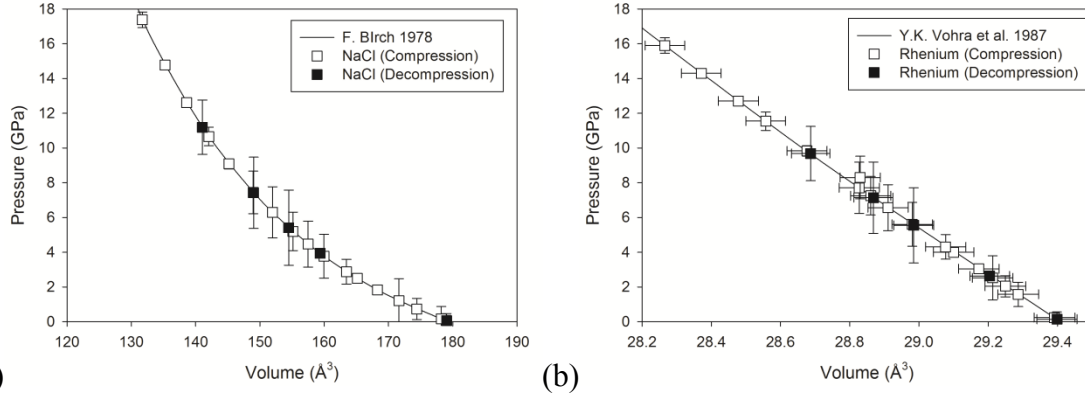 18
16
14
12
10
8
6
4
2
0
Pressure (GPa)
F. BIrch 1978
NaCl (Compression)
NaCl (Decompression)
120 130 140 150 160 170 180 190
Volume (Å³)
)
(b)
18
16
14
12
10
8
6
4
2
0
Pressure (GPa)
Y.K. Vohra et al. 1987
Rhenium (Compression)
Rhenium (Decompression)
28.2 28.4 28.6 28.8 29.0 29.2 29.4
Volume (Å³)